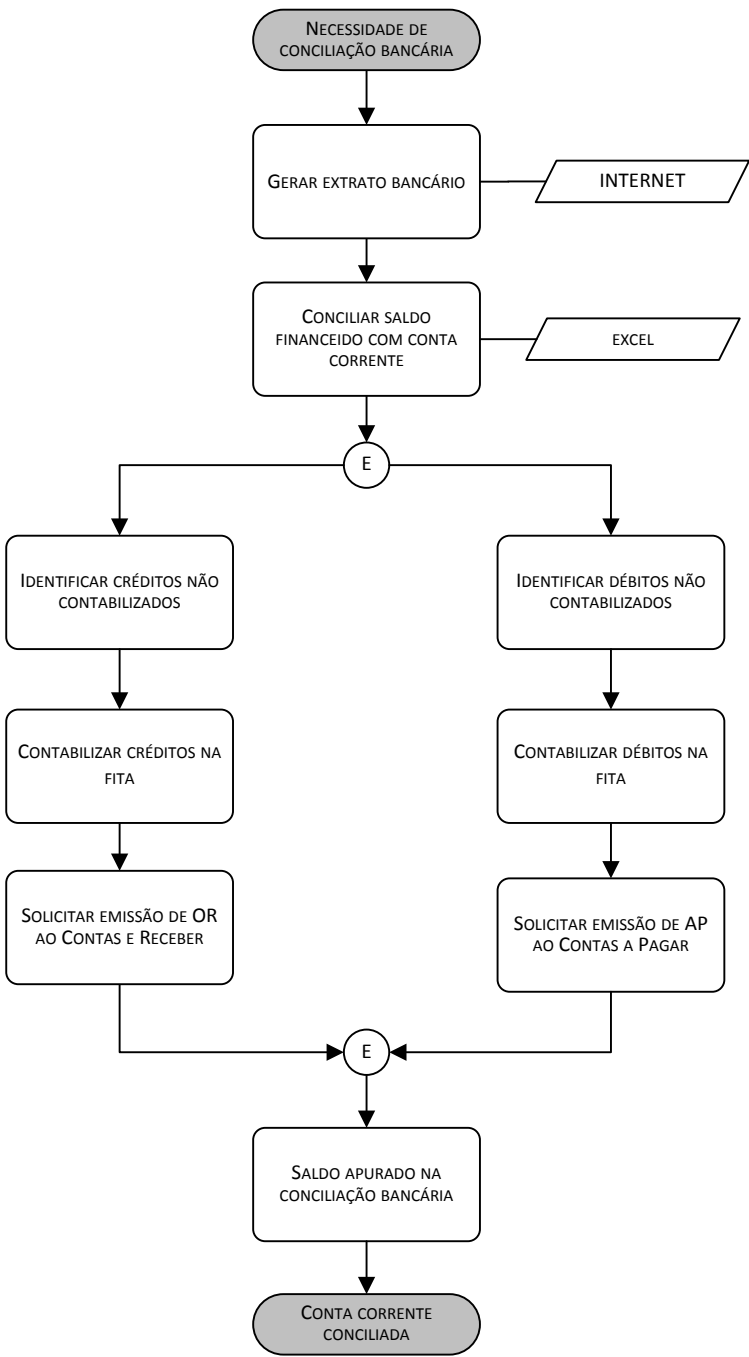 NECESSIDADE DE
CONCILIAÇÃO BANCÁRIA
GERAR EXTRATO BANCÁRIO
INTERNET
CONCILIAR SALDO
FINANCEIDO COM CONTA
CORRENTE
EXCEL
E
IDENTIFICAR CRÉDITOS NÃO
CONTABILIZADOS
IDENTIFICAR DÉBITOS NÃO
CONTABILIZADOS
CONTABILIZAR CRÉDITOS NA
FITA
CONTABILIZAR DÉBITOS NA
FITA
SOLICITAR EMISSÃO DE OR
AO CONTAS E RECEBER
SOLICITAR EMISSÃO DE AP
AO CONTAS A PAGAR
E
SALDO APURADO NA
CONCILIAÇÃO BANCÁRIA
CONTA CORRENTE
CONCILIADA